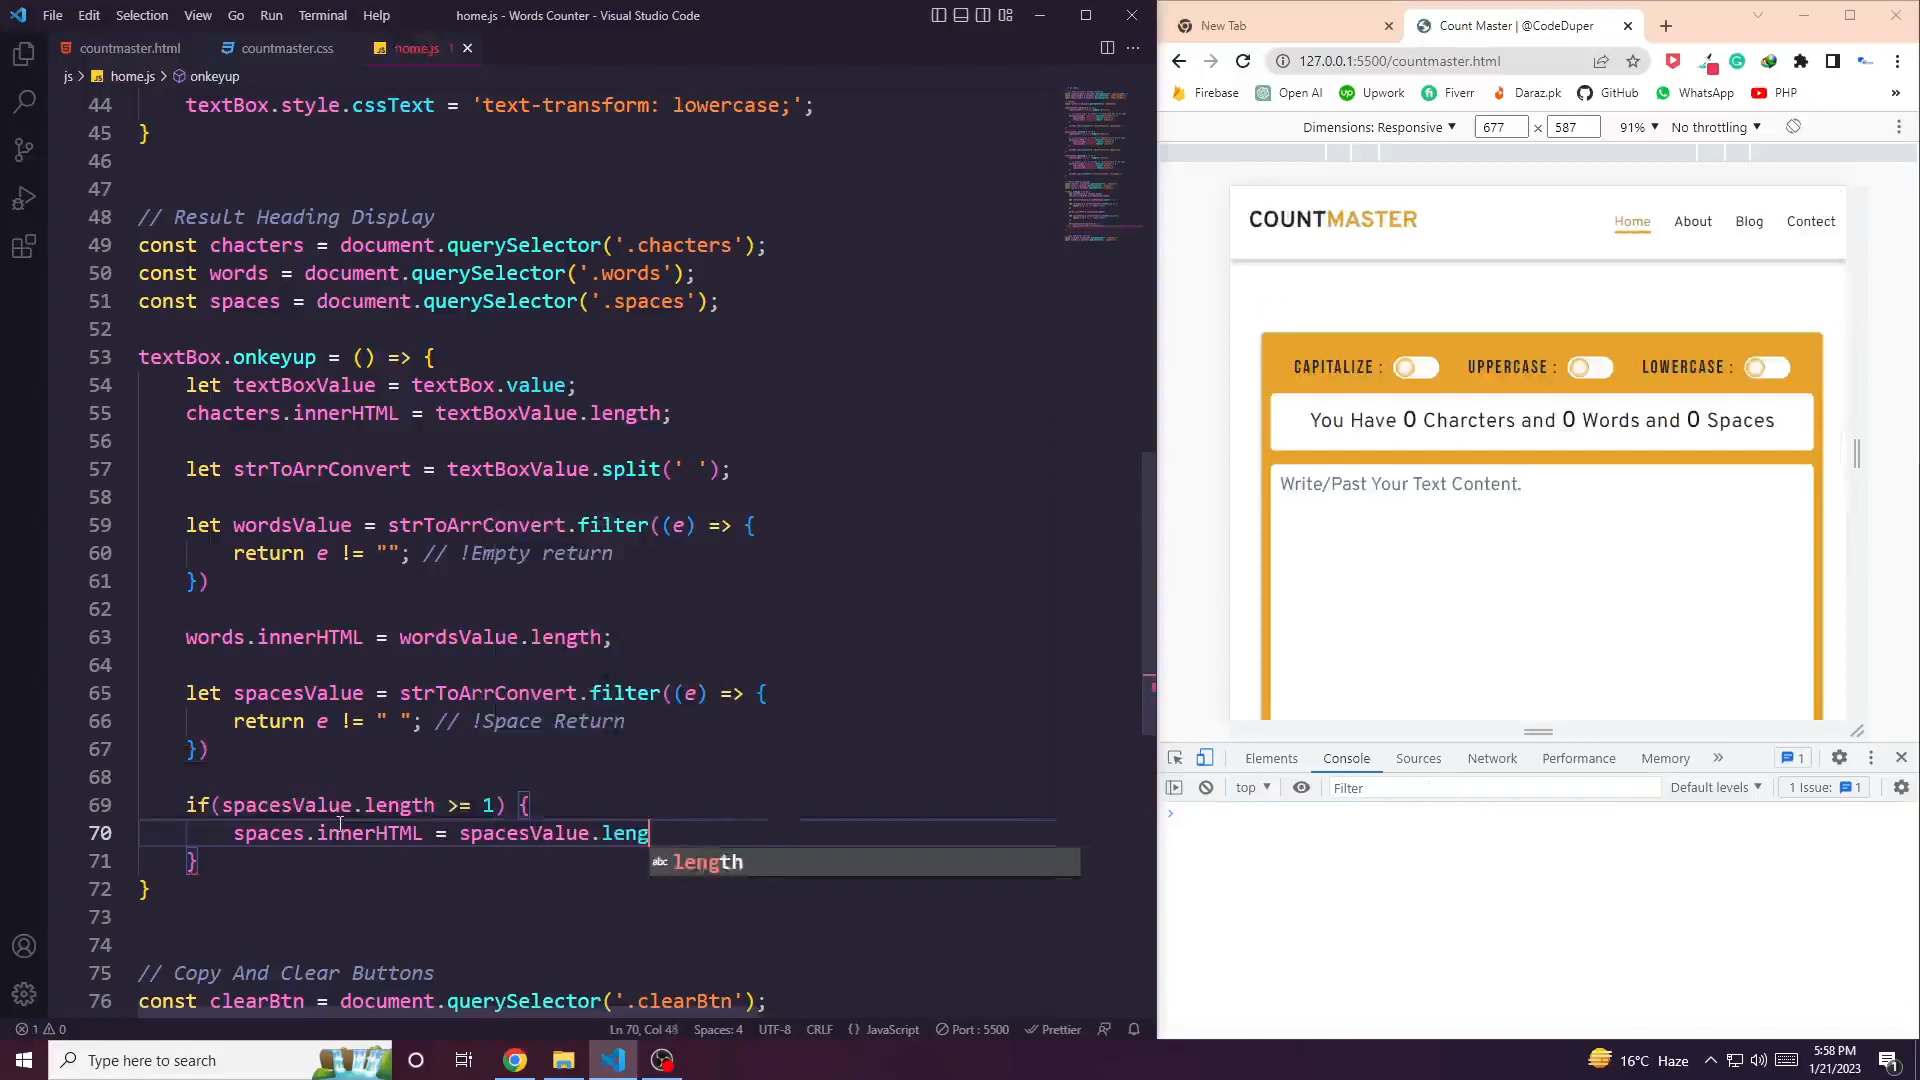 File Edit Selection View Go Run Terminal Help
home.js - Words Counter - Visual Studio Code
countmaster.html
countmaster.css
home.js 1
js > home.js > onkeyup
44 textBox.style.cssText = 'text-transform: lowercase;';
45 }
46
47
48 // Result Heading Display
49 const chacters = document.querySelector('.chacters');
50 const words = document.querySelector('.words');
51 const spaces = document.querySelector('.spaces');
52
53 textBox.onkeyup = () => {
54 let textBoxValue = textBox.value;
55 chacters.innerHTML = textBoxValue.length;
56
57 let strToArrConvert = textBoxValue.split(' ');
58
59 let wordsValue = strToArrConvert.filter((e) => {
60 return e != ""; // !Empty return
61 })
62
63 words.innerHTML = wordsValue.length;
64
65 let spacesValue = strToArrConvert.filter((e) => {
66 return e != " "; // !Space Return
67 })
68
69 if(spacesValue.length >= 1) {
70 spaces.innerHTML = spacesValue.leng
abc length
71 }
72 }
73
74
75 // Copy And Clear Buttons
76 const clearBtn = document.querySelector('.clearBtn');
1 0
Ln 70, Col 48 Spaces: 4 UTF-8 CRLF {} JavaScript Port : 5500 Prettier
New Tab
Count Master | @CodeDuper
127.0.0.1:5500/countmaster.html
Firebase Open AI Upwork Fiverr Daraz.pk GitHub WhatsApp PHP »
Dimensions: Responsive 677 × 587 91% No throttling
COUNTMASTER
Home About Blog Contect
CAPITALIZE : UPPERCASE : LOWERCASE :
You Have 0 Charcters and 0 Words and 0 Spaces
Write/Past Your Text Content.
Elements Console Sources Network Performance Memory » 1
top Filter Default levels 1 Issue: 1
>
Type here to search
16°C Haze
5:58 PM
1/21/2023
1